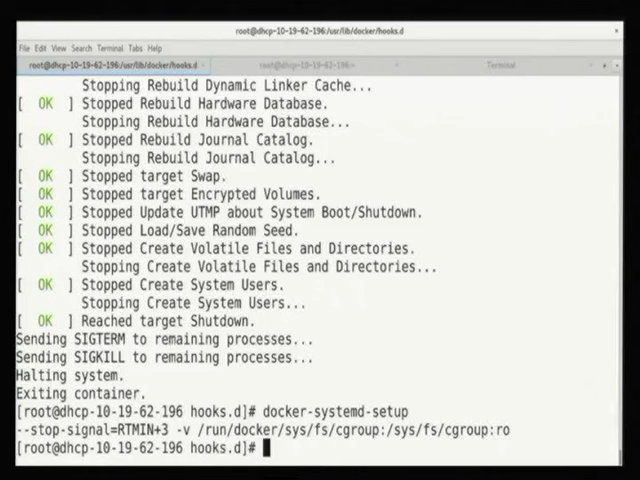 root@dhcp-10-19-62-196:/usr/lib/docker/hooks.d
File Edit View Search Terminal Tabs Help
root@dhcp-10-19-62-196:/usr/lib/docker/hooks.d
root@dhcp-10-19-62-196:~
Terminal
Stopping Rebuild Dynamic Linker Cache...
[ OK ] Stopped Rebuild Hardware Database.
Stopping Rebuild Hardware Database...
[ OK ] Stopped Rebuild Journal Catalog.
Stopping Rebuild Journal Catalog...
[ OK ] Stopped target Swap.
[ OK ] Stopped target Encrypted Volumes.
[ OK ] Stopped Update UTMP about System Boot/Shutdown.
[ OK ] Stopped Load/Save Random Seed.
[ OK ] Stopped Create Volatile Files and Directories.
Stopping Create Volatile Files and Directories...
[ OK ] Stopped Create System Users.
Stopping Create System Users...
[ OK ] Reached target Shutdown.
Sending SIGTERM to remaining processes...
Sending SIGKILL to remaining processes...
Halting system.
Exiting container.
[root@dhcp-10-19-62-196 hooks.d]# docker-systemd-setup
--stop-signal=RTMIN+3 -v /run/docker/sys/fs/cgroup:/sys/fs/cgroup:ro
[root@dhcp-10-19-62-196 hooks.d]#